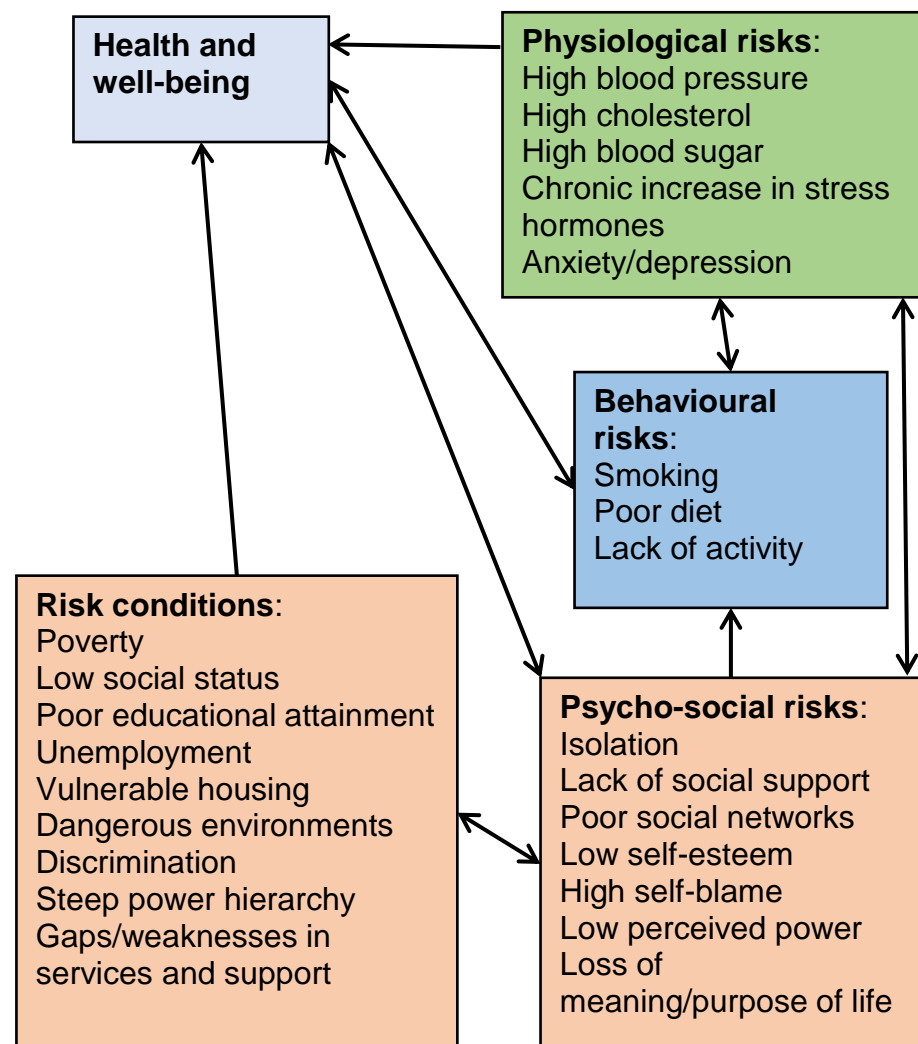 Health and
well-being
Physiological risks:
High blood pressure
High cholesterol
High blood sugar
Chronic increase in stress
hormones
Anxiety/depression
Behavioural
risks:
Smoking
Poor diet
Lack of activity
Risk conditions:
Poverty
Low social status
Poor educational attainment
Unemployment
Vulnerable housing
Dangerous environments
Discrimination
Steep power hierarchy
Gaps/weaknesses in
services and support
Psycho-social risks:
Isolation
Lack of social support
Poor social networks
Low self-esteem
High self-blame
Low perceived power
Loss of
meaning/purpose of life